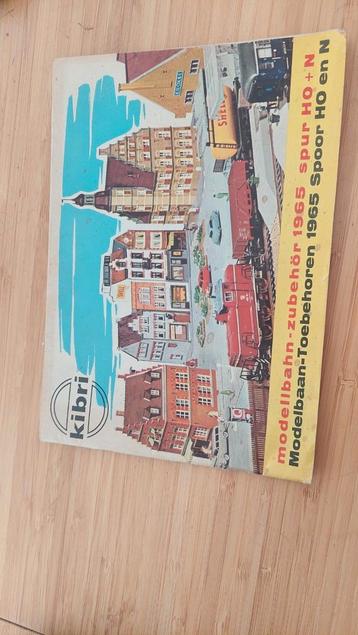 kibri
SHELL
modellbahn-zubehör 1965 spur HO+N
Modelbaan-Toebehoren 1965 Spoor HO en N